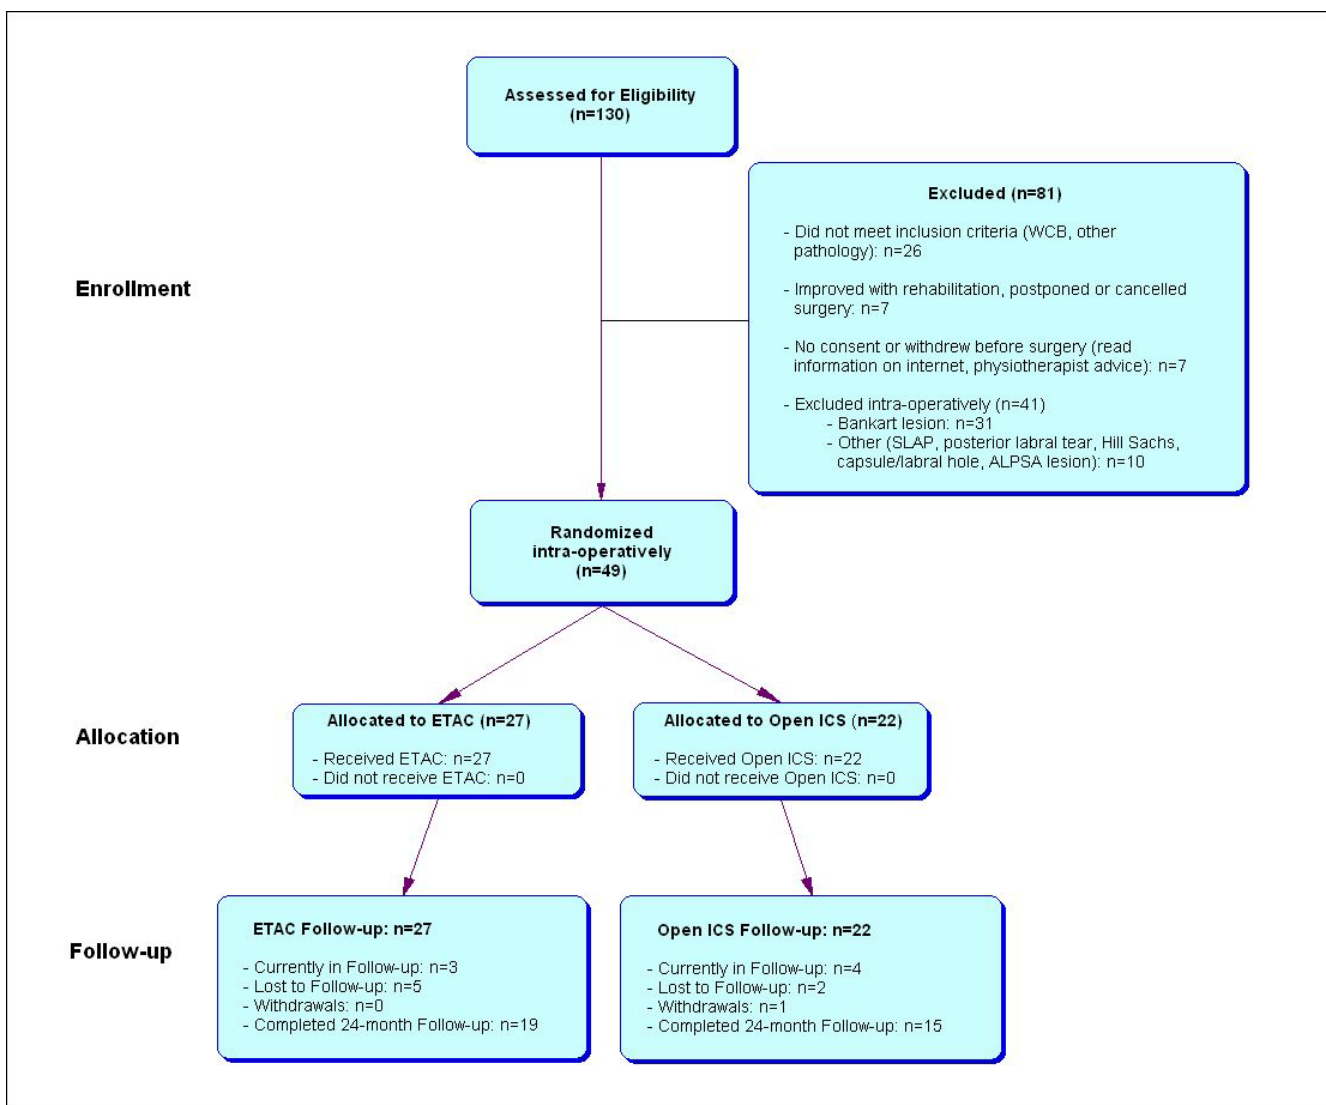 Assessed for Eligibility
(n=130)
Excluded (n=81)
- Did not meet inclusion criteria (WCB, other
pathology): n=26
- Improved with rehabilitation, postponed or cancelled
surgery: n=7
- No consent or withdrew before surgery (read
information on internet, physiotherapist advice): n=7
- Excluded intra-operatively (n=41)
- Bankart lesion: n=31
- Other (SLAP, posterior labral tear, Hill Sachs,
capsule/labral hole, ALPSA lesion): n=10
Enrollment
Randomized
intra-operatively
(n=49)
Allocation
Allocated to ETAC (n=27)
- Received ETAC: n=27
- Did not receive ETAC: n=0
Allocated to Open ICS (n=22)
- Received Open ICS: n=22
- Did not receive Open ICS: n=0
Follow-up
ETAC Follow-up: n=27
- Currently in Follow-up: n=3
- Lost to Follow-up: n=5
- Withdrawals: n=0
- Completed 24-month Follow-up: n=19
Open ICS Follow-up: n=22
- Currently in Follow-up: n=4
- Lost to Follow-up: n=2
- Withdrawals: n=1
- Completed 24-month Follow-up: n=15